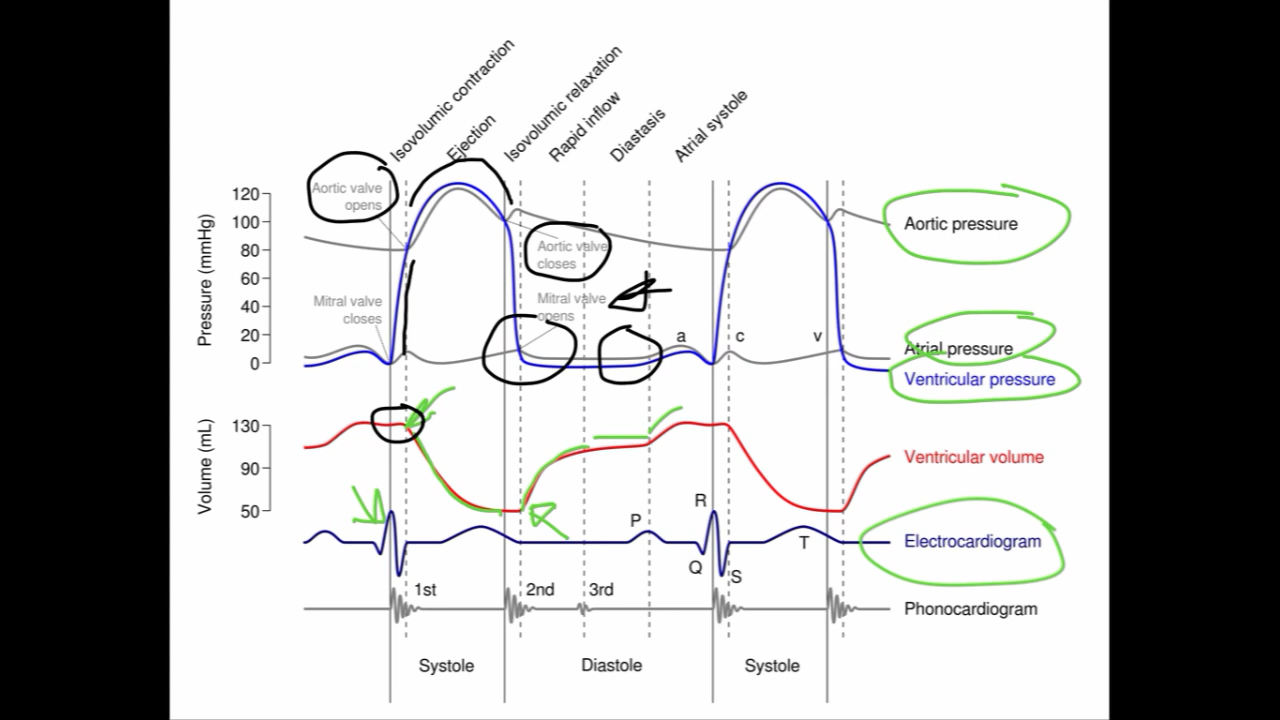 Isovolumic contraction
Ejection
Isovolumic relaxation
Rapid inflow
Diastasis
Atrial systole
Aortic valve
opens
120
100
80
60
40
20
0
Pressure (mmHg)
Aortic valve
closes
Mitral valve
closes
Mitral valve
opens
a
c
v
Aortic pressure
Atrial pressure
Ventricular pressure
130
90
50
Volume (mL)
Ventricular volume
R
P
T
Q
S
Electrocardiogram
1st
2nd
3rd
Phonocardiogram
Systole
Diastole
Systole